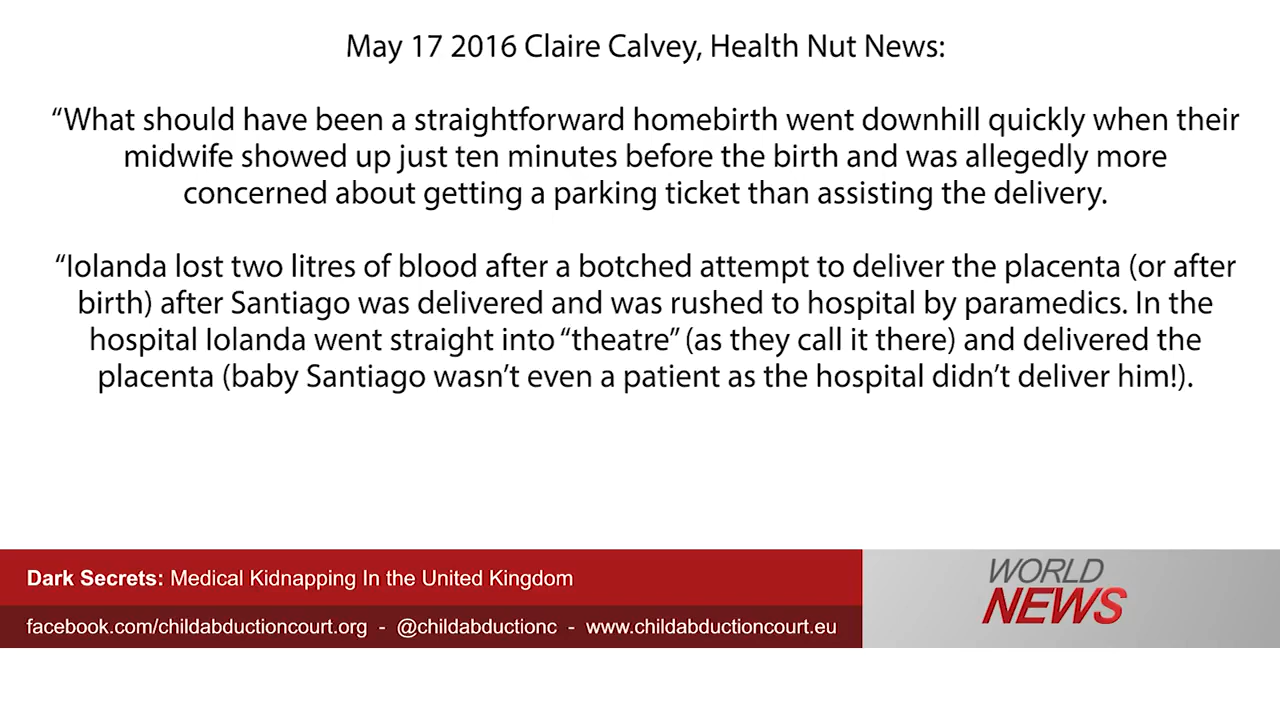 May 17 2016 Claire Calvey, Health Nut News:
“What should have been a straightforward homebirth went downhill quickly when their
midwife showed up just ten minutes before the birth and was allegedly more
concerned about getting a parking ticket than assisting the delivery.
“Iolanda lost two litres of blood after a botched attempt to deliver the placenta (or after
birth) after Santiago was delivered and was rushed to hospital by paramedics. In the
hospital Iolanda went straight into “theatre” (as they call it there) and delivered the
placenta (baby Santiago wasn’t even a patient as the hospital didn’t deliver him!).
Dark Secrets: Medical Kidnapping In the United Kingdom
facebook.com/childabductioncourt.org - @childabductionc - www.childabductioncourt.eu
WORLD
NEWS